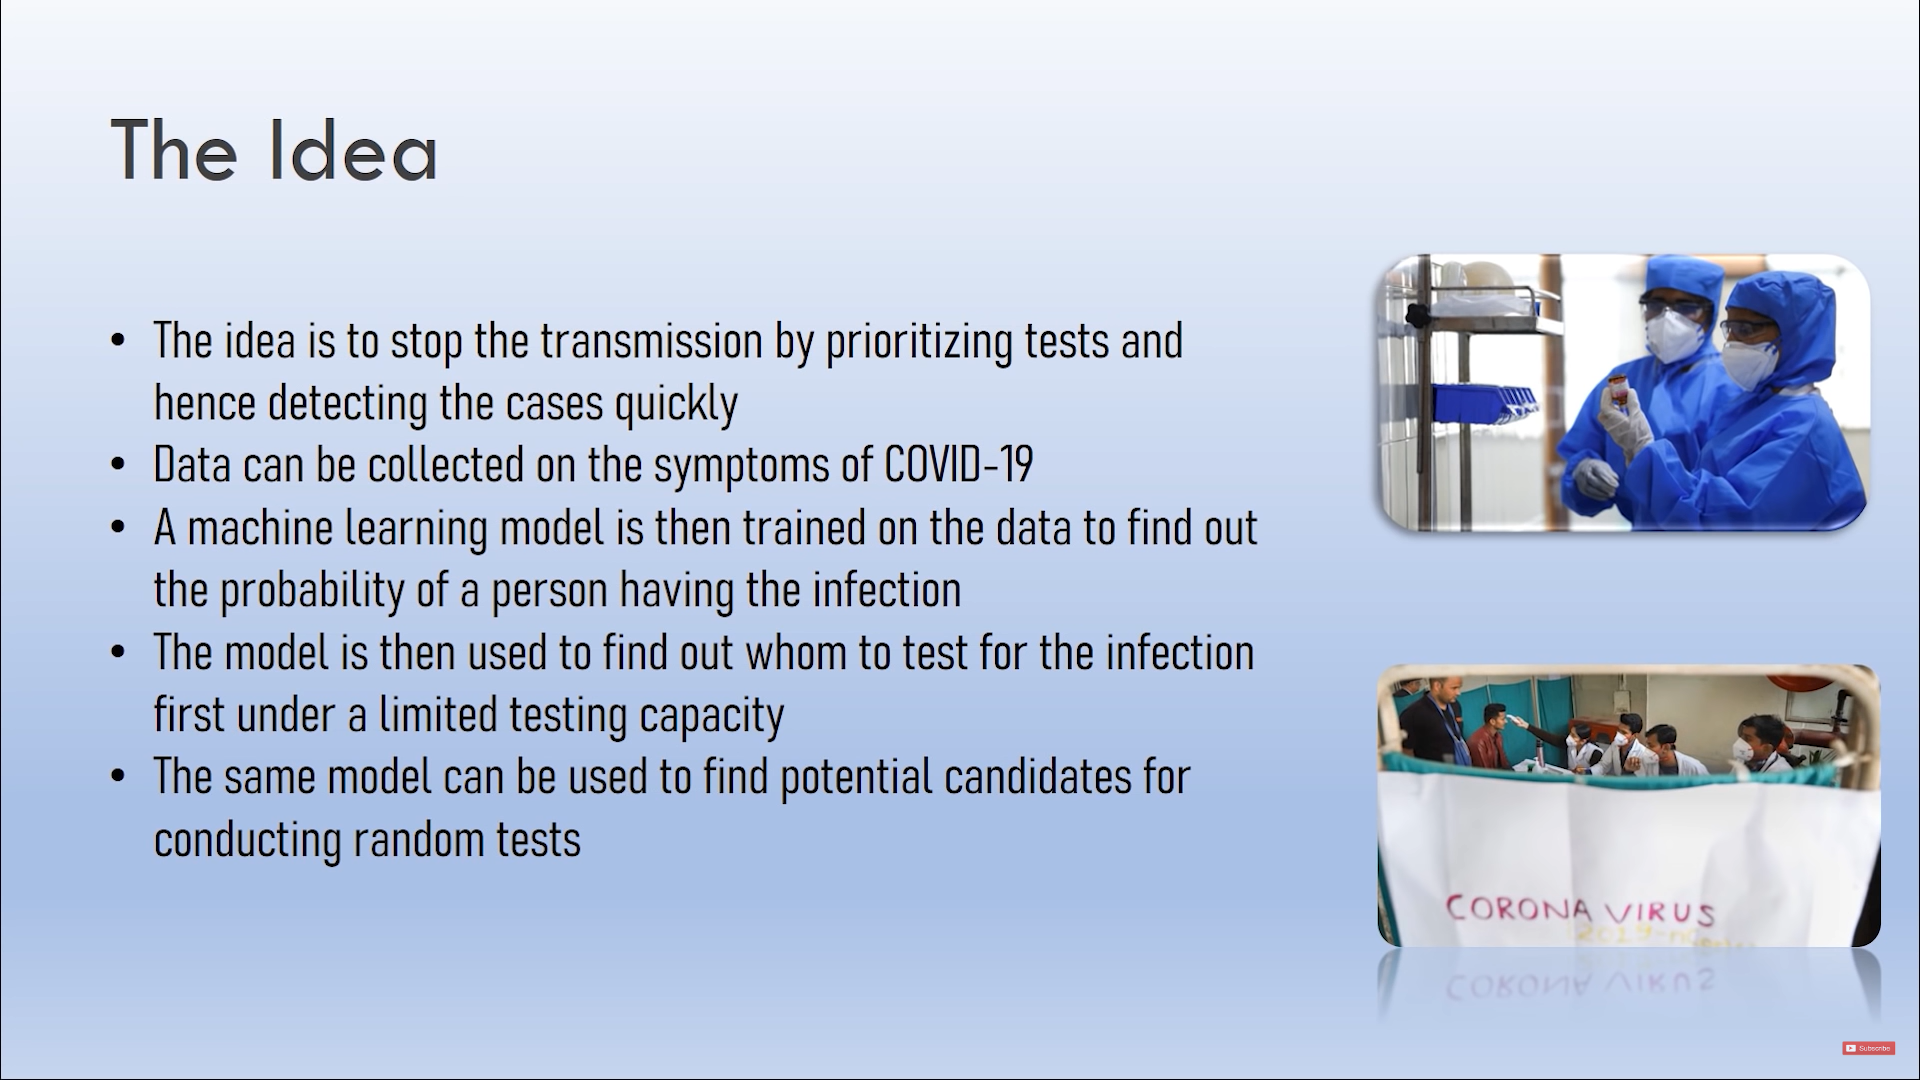 The Idea
• The idea is to stop the transmission by prioritizing tests and
hence detecting the cases quickly
• Data can be collected on the symptoms of COVID-19
• A machine learning model is then trained on the data to find out
the probability of a person having the infection
• The model is then used to find out whom to test for the infection
first under a limited testing capacity
• The same model can be used to find potential candidates for
conducting random tests
CORONA VIRUS
Subscribe